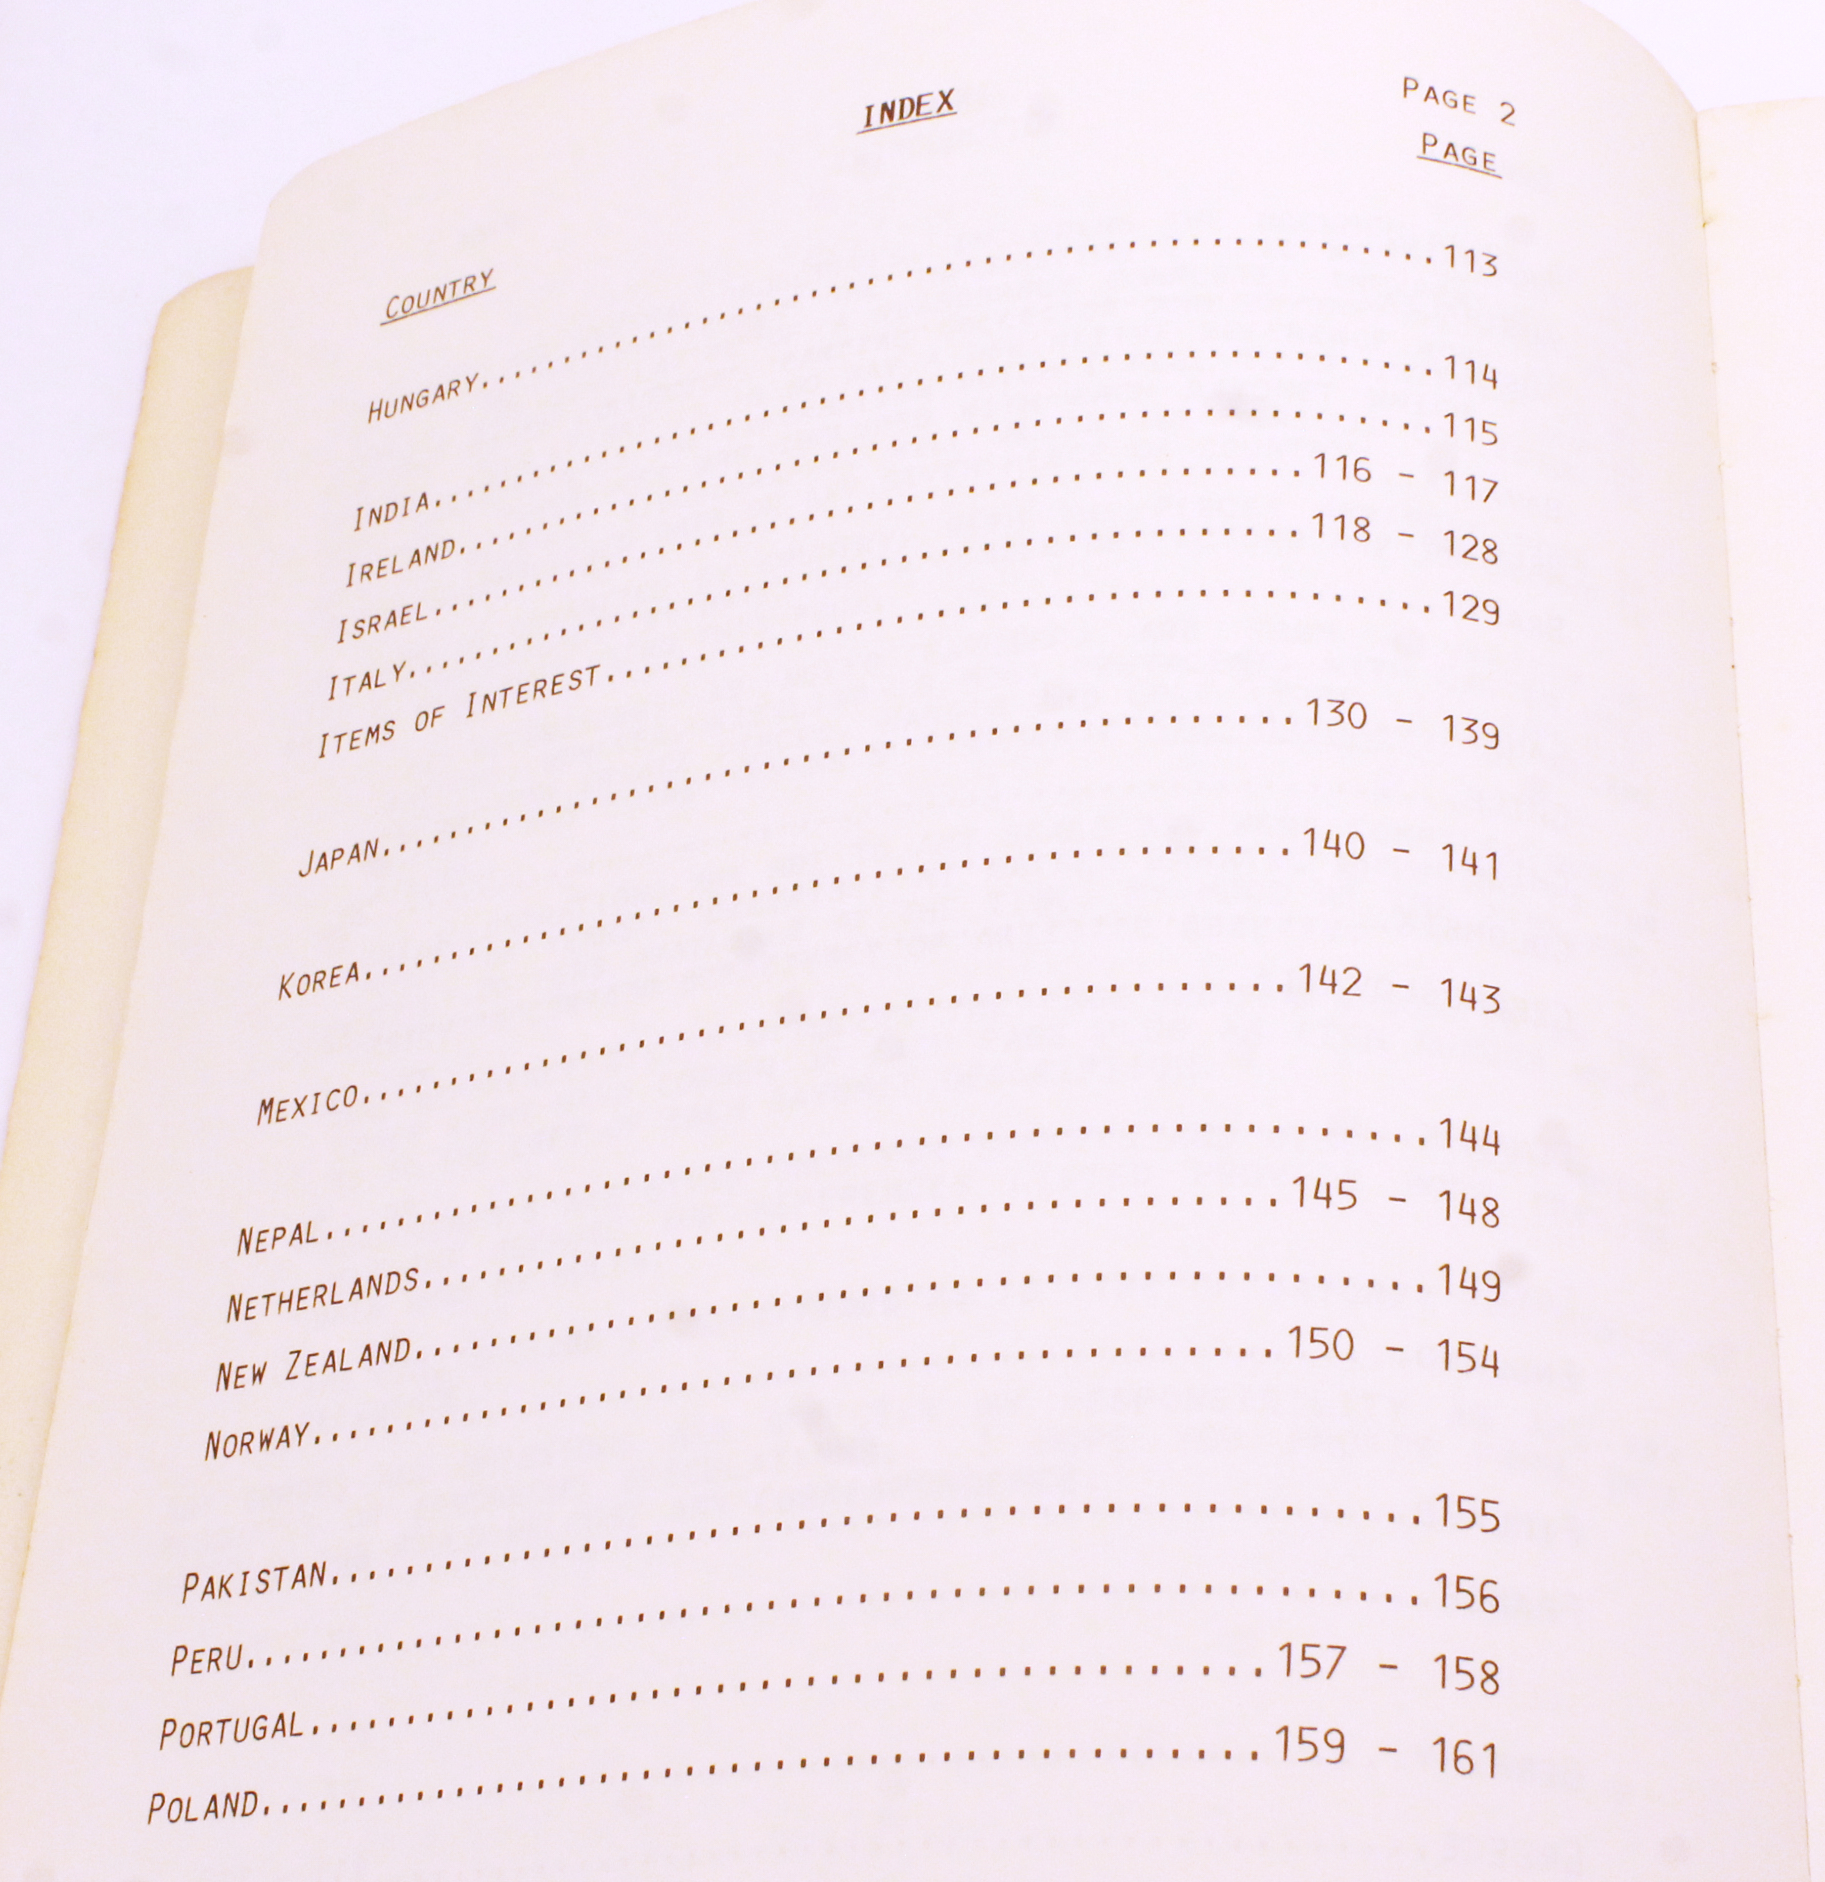 INDEX
PAGE 2
PAGE
COUNTRY
HUNGARY..........................................................113
INDIA............................................................114
IRELAND..........................................................115
ISRAEL.....................................................116 - 117
ITALY......................................................118 - 128
ITEMS OF INTEREST................................................129
JAPAN......................................................130 - 139
KOREA......................................................140 - 141
MEXICO.....................................................142 - 143
NEPAL............................................................144
NETHERLANDS................................................145 - 148
NEW ZEALAND......................................................149
NORWAY.....................................................150 - 154
PAKISTAN.........................................................155
PERU.............................................................156
PORTUGAL...................................................157 - 158
POLAND.....................................................159 - 161